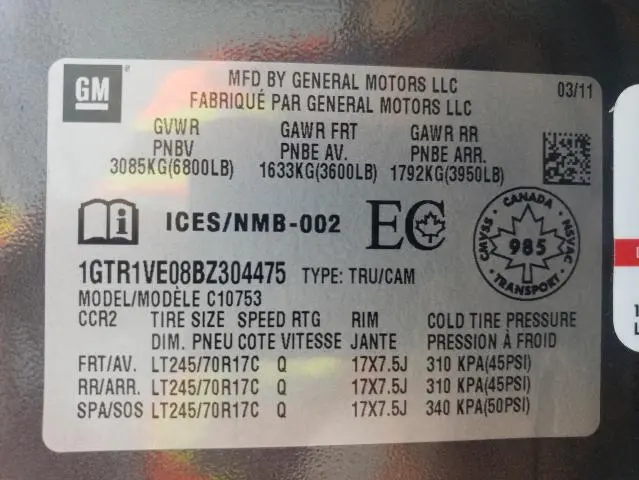 GM
MFD BY GENERAL MOTORS LLC
FABRIQUÉ PAR GENERAL MOTORS LLC
03/11
GVWR GAWR FRT GAWR RR
PNBV PNBE AV. PNBE ARR.
3085KG(6800LB) 1633KG(3600LB) 1792KG(3950LB)
ICES/NMB-002 EC
CANADA
CMVSS 985 NSVAC
TRANSPORT
1GTR1VE08BZ304475 TYPE: TRU/CAM
MODEL/MODÈLE C10753
CCR2 TIRE SIZE SPEED RTG RIM COLD TIRE PRESSURE
DIM. PNEU COTE VITESSE JANTE PRESSION À FROID
FRT/AV. LT245/70R17C Q 17X7.5J 310 KPA(45PSI)
RR/ARR. LT245/70R17C Q 17X7.5J 310 KPA(45PSI)
SPA/SOS LT245/70R17C Q 17X7.5J 340 KPA(50PSI)